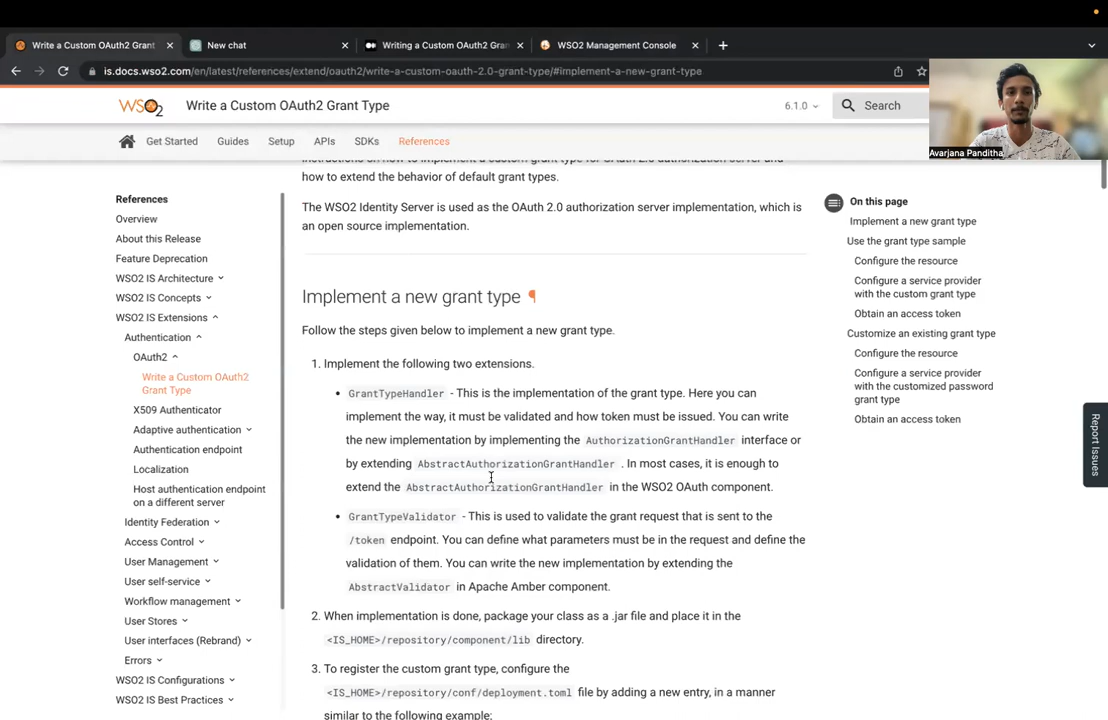 Write a Custom OAuth2 Grant
New chat
Writing a Custom OAuth2 Gran
WSO2 Management Console
is.docs.wso2.com/en/latest/references/extend/oauth2/write-a-custom-oauth-2.0-grant-type/#implement-a-new-grant-type
WSO2
Write a Custom OAuth2 Grant Type
6.1.0
Search
Avarjana Panditha
Get Started
Guides
Setup
APIs
SDKs
References
References
Overview
About this Release
Feature Deprecation
WSO2 IS Architecture
WSO2 IS Concepts
WSO2 IS Extensions
Authentication
OAuth2
Write a Custom OAuth2
Grant Type
X509 Authenticator
Adaptive authentication
Authentication endpoint
Localization
Host authentication endpoint
on a different server
Identity Federation
Access Control
User Management
User self-service
Workflow management
User Stores
User interfaces (Rebrand)
Errors
WSO2 IS Configurations
WSO2 IS Best Practices
instructions on how to implement a custom grant type for OAuth 2.0 authorization server and
how to extend the behavior of default grant types.
The WSO2 Identity Server is used as the OAuth 2.0 authorization server implementation, which is
an open source implementation.
Implement a new grant type ¶
Follow the steps given below to implement a new grant type.
1. Implement the following two extensions.
• GrantTypeHandler - This is the implementation of the grant type. Here you can
implement the way, it must be validated and how token must be issued. You can write
the new implementation by implementing the AuthorizationGrantHandler interface or
by extending AbstractAuthorizationGrantHandler . In most cases, it is enough to
extend the AbstractAuthorizationGrantHandler in the WSO2 OAuth component.
• GrantTypeValidator - This is used to validate the grant request that is sent to the
/token endpoint. You can define what parameters must be in the request and define the
validation of them. You can write the new implementation by extending the
AbstractValidator in Apache Amber component.
2. When implementation is done, package your class as a .jar file and place it in the
<IS_HOME>/repository/component/lib directory.
3. To register the custom grant type, configure the
<IS_HOME>/repository/conf/deployment.toml file by adding a new entry, in a manner
similar to the following example;
On this page
Implement a new grant type
Use the grant type sample
Configure the resource
Configure a service provider
with the custom grant type
Obtain an access token
Customize an existing grant type
Configure the resource
Configure a service provider
with the customized password
grant type
Obtain an access token
Report Issues